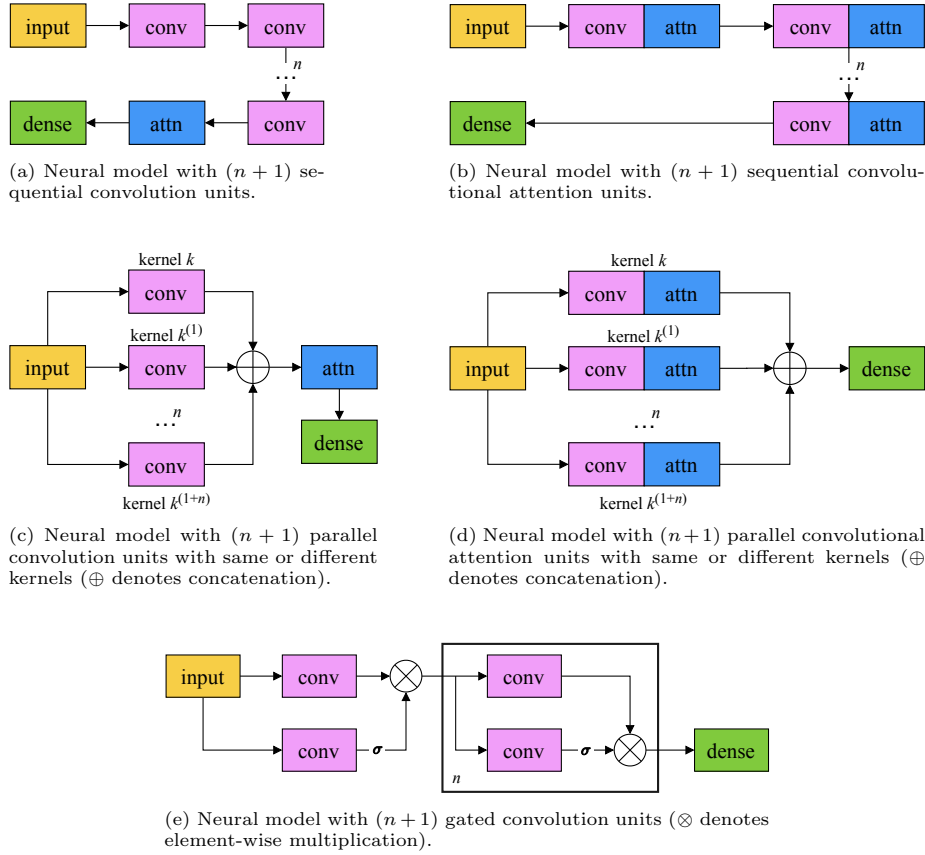 input conv conv
... n
dense attn conv
(a) Neural model with (n + 1) se-
quential convolution units.
input conv attn conv attn
... n
dense conv attn
(b) Neural model with (n + 1) sequential convolu-
tional attention units.
kernel k
conv
kernel k(1)
input conv ⊕ attn
... n
dense
conv
kernel k(1+n)
(c) Neural model with (n + 1) parallel
convolution units with same or different
kernels (⊕ denotes concatenation).
kernel k
conv attn
kernel k(1)
input conv attn ⊕ dense
... n
conv attn
kernel k(1+n)
(d) Neural model with (n+1) parallel convolutional
attention units with same or different kernels (⊕
denotes concatenation).
input conv ⊗ conv
conv σ conv σ ⊗ dense
n
(e) Neural model with (n+1) gated convolution units (⊗ denotes
element-wise multiplication).